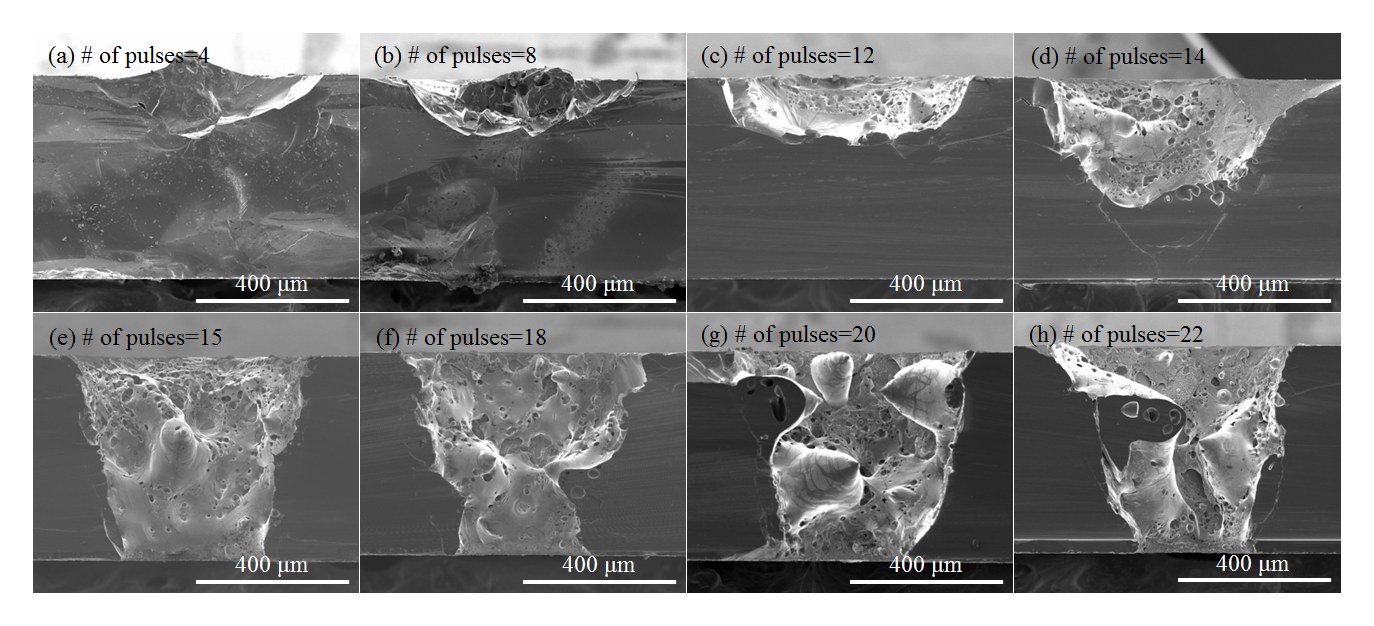 (a) # of pulses=4
(b) # of pulses=8
(c) # of pulses=12
(d) # of pulses=14
400 μm
400 μm
400 μm
400 μm
(e) # of pulses=15
(f) # of pulses=18
(g) # of pulses=20
(h) # of pulses=22
400 μm
400 μm
400 μm
400 μm